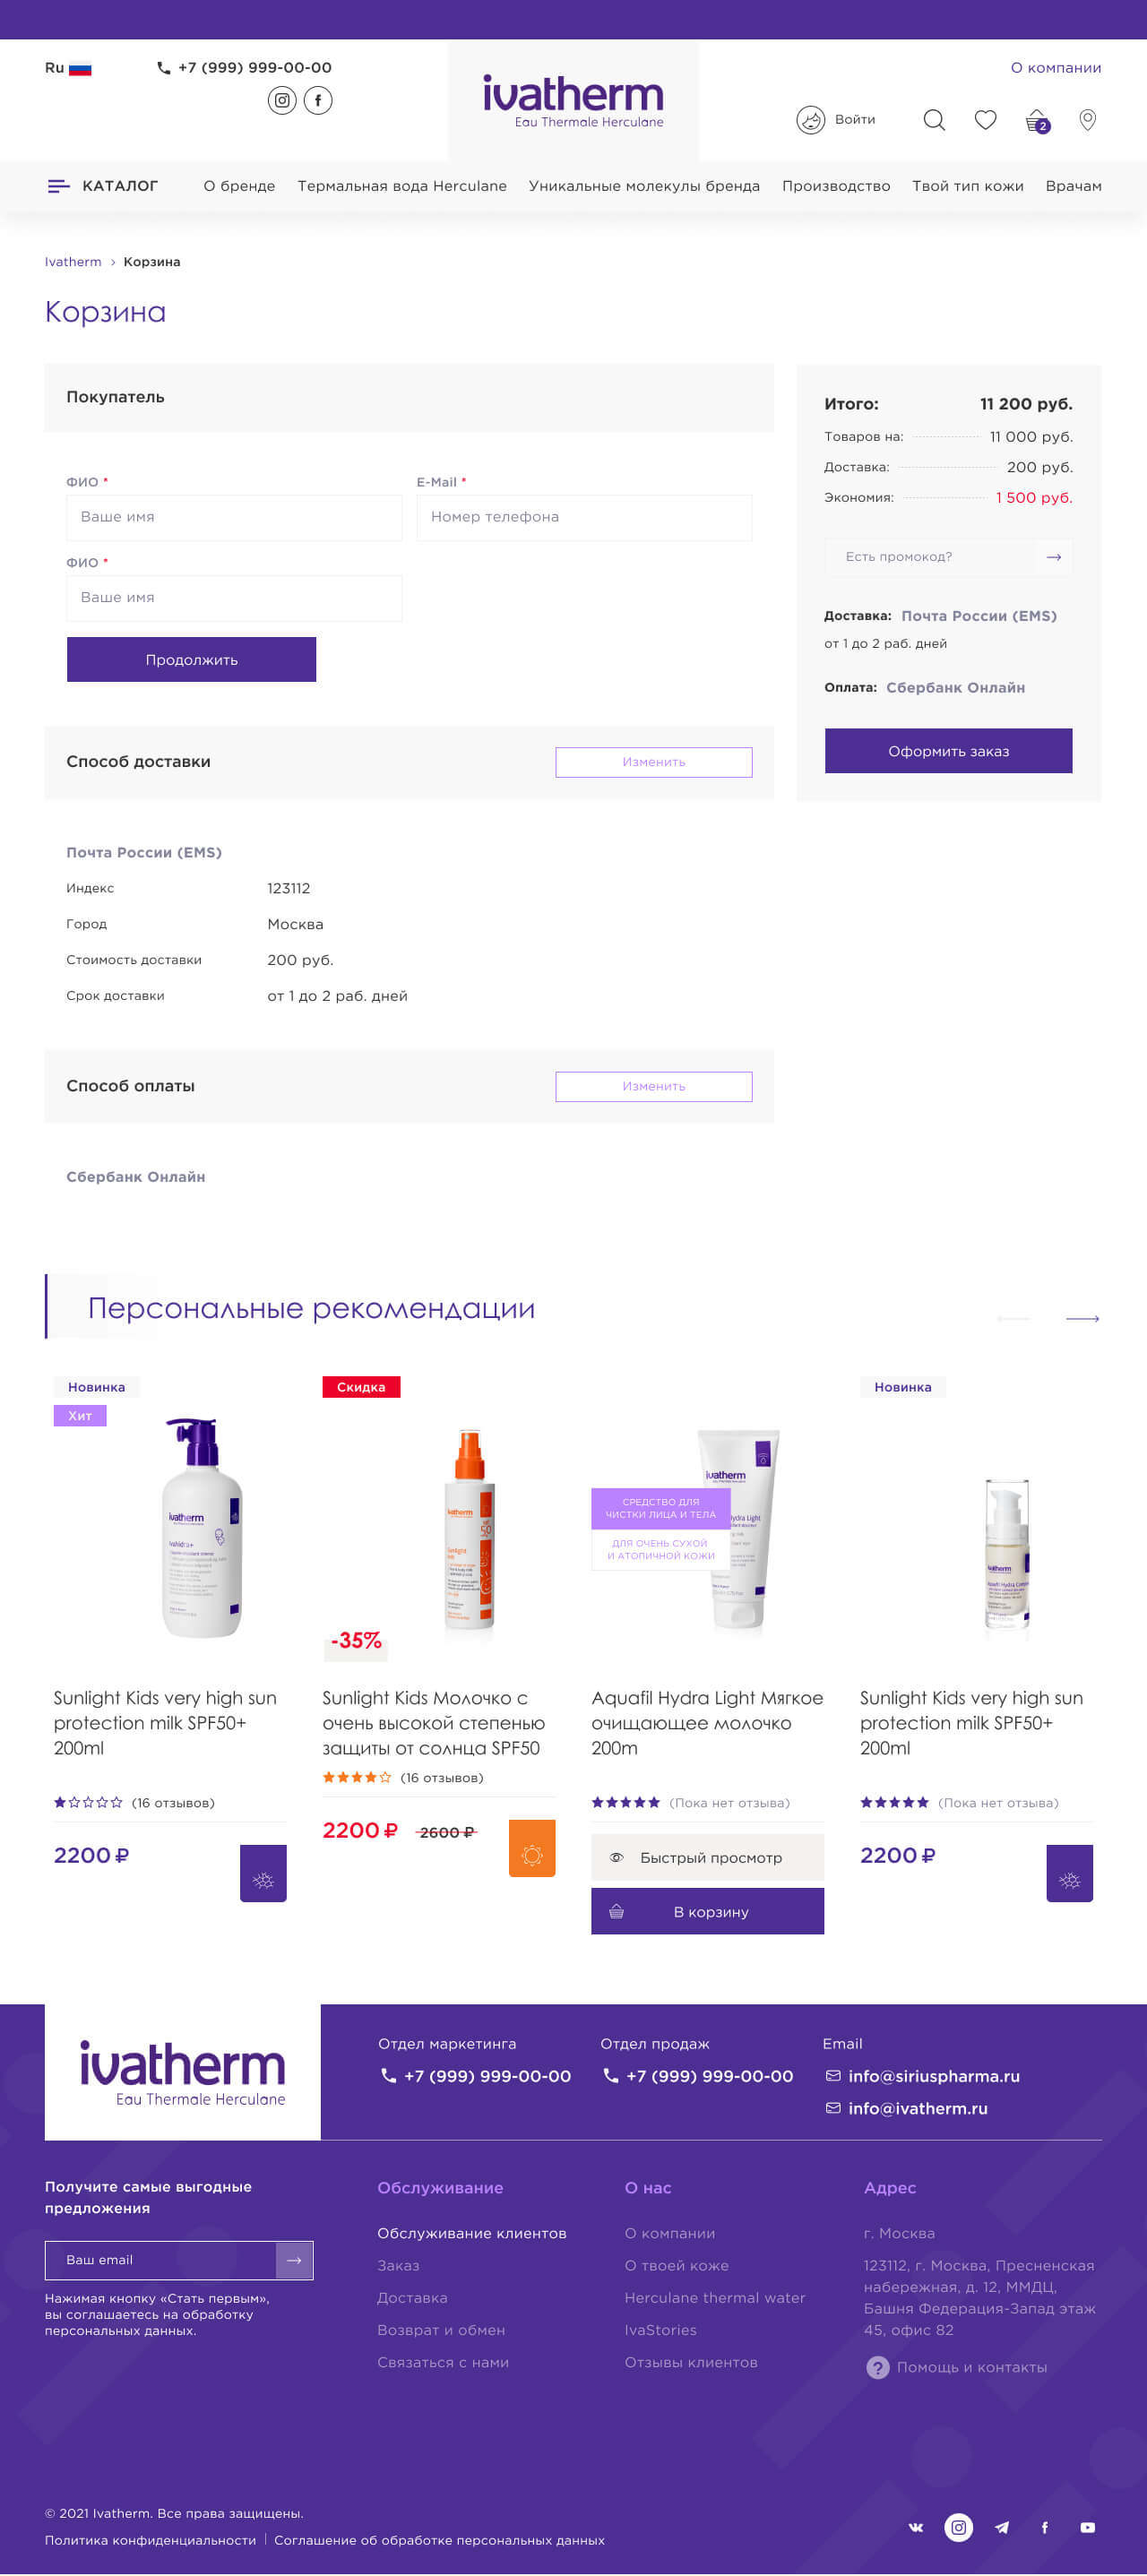 Ru
+7 (999) 999-00-00
ivatherm
Eau Thermale Herculane
О компании
Войти
2
КАТАЛОГ
О бренде
Термальная вода Herculane
Уникальные молекулы бренда
Производство
Твой тип кожи
Врачам
Ivatherm > Корзина
Корзина
Покупатель
ФИО *
E-Mail *
Ваше имя
Номер телефона
ФИО *
Ваше имя
Продолжить
Итого: 11 200 руб.
Товаров на: 11 000 руб.
Доставка: 200 руб.
Экономия: 1 500 руб.
Есть промокод?
Доставка: Почта России (EMS)
от 1 до 2 раб. дней
Оплата: Сбербанк Онлайн
Оформить заказ
Способ доставки
Изменить
Почта России (EMS)
Индекс 123112
Город Москва
Стоимость доставки 200 руб.
Срок доставки от 1 до 2 раб. дней
Способ оплаты
Изменить
Сбербанк Онлайн
Персональные рекомендации
Новинка
Хит
ivatherm
Sunlight Kids very high sun
protection milk SPF50+
200ml
(16 отзывов)
2200 ₽
Скидка
ivatherm
50
-35%
Sunlight Kids Молочко с
очень высокой степенью
защиты от солнца SPF50
(16 отзывов)
2200 ₽
2600 ₽
ivatherm
Hydra Light
СРЕДСТВО ДЛЯ
ЧИСТКИ ЛИЦА И ТЕЛА
ДЛЯ ОЧЕНЬ СУХОЙ
И АТОПИЧНОЙ КОЖИ
Aquafil Hydra Light Мягкое
очищающее молочко
200m
(Пока нет отзыва)
Быстрый просмотр
В корзину
Новинка
ivatherm
Sunlight Kids very high sun
protection milk SPF50+
200ml
(Пока нет отзыва)
2200 ₽
ivatherm
Eau Thermale Herculane
Отдел маркетинга
+7 (999) 999-00-00
Отдел продаж
+7 (999) 999-00-00
Email
info@siriuspharma.ru
info@ivatherm.ru
Получите самые выгодные
предложения
Ваш email
Нажимая кнопку «Стать первым»,
вы соглашаетесь на обработку
персональных данных.
Обслуживание
Обслуживание клиентов
Заказ
Доставка
Возврат и обмен
Связаться с нами
О нас
О компании
О твоей коже
Herculane thermal water
IvaStories
Отзывы клиентов
Адрес
г. Москва
123112, г. Москва, Пресненская
набережная, д. 12, ММДЦ,
Башня Федерация-Запад этаж
45, офис 82
Помощь и контакты
© 2021 Ivatherm. Все права защищены.
Политика конфиденциальности | Соглашение об обработке персональных данных